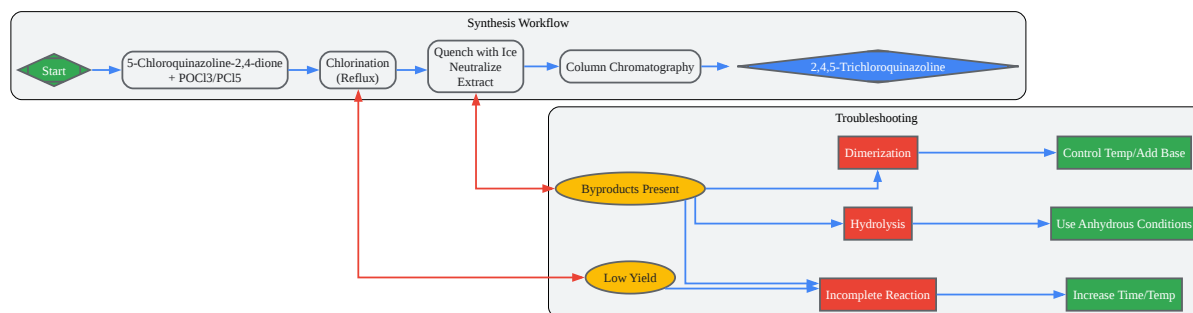 Synthesis Workflow
Start
5-Chloroquinazoline-2,4-dione
+ POCl3/PCl5
Chlorination
(Reflux)
Quench with Ice
Neutralize
Extract
Column Chromatography
2,4,5-Trichloroquinazoline
Troubleshooting
Dimerization
Control Temp/Add Base
Byproducts Present
Hydrolysis
Use Anhydrous Conditions
Low Yield
Incomplete Reaction
Increase Time/Temp